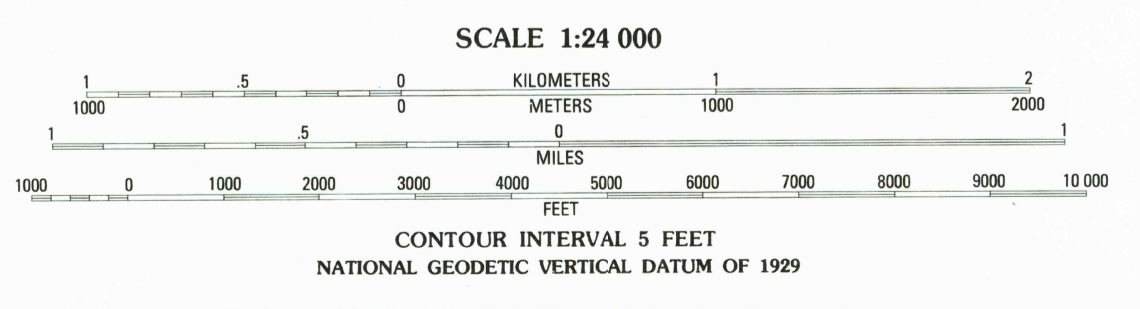 SCALE 1:24 000
1 .5 0 KILOMETERS 1 2
1000 0 METERS 1000 2000
1 .5 0 1
MILES
1000 0 1000 2000 3000 4000 5000 6000 7000 8000 9000 10 000
FEET
CONTOUR INTERVAL 5 FEET
NATIONAL GEODETIC VERTICAL DATUM OF 1929